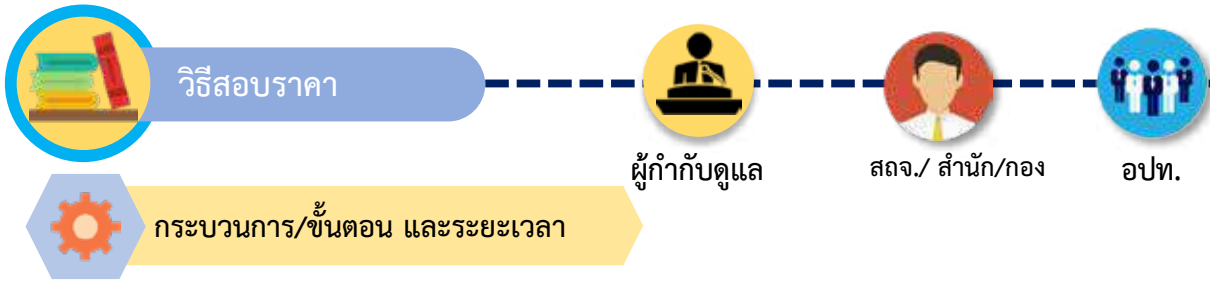 วิธีสอบราคา
ผู้กำกับดูแล
สถจ./ สำนัก/กอง
อปท.
กระบวนการ/ขั้นตอน และระยะเวลา